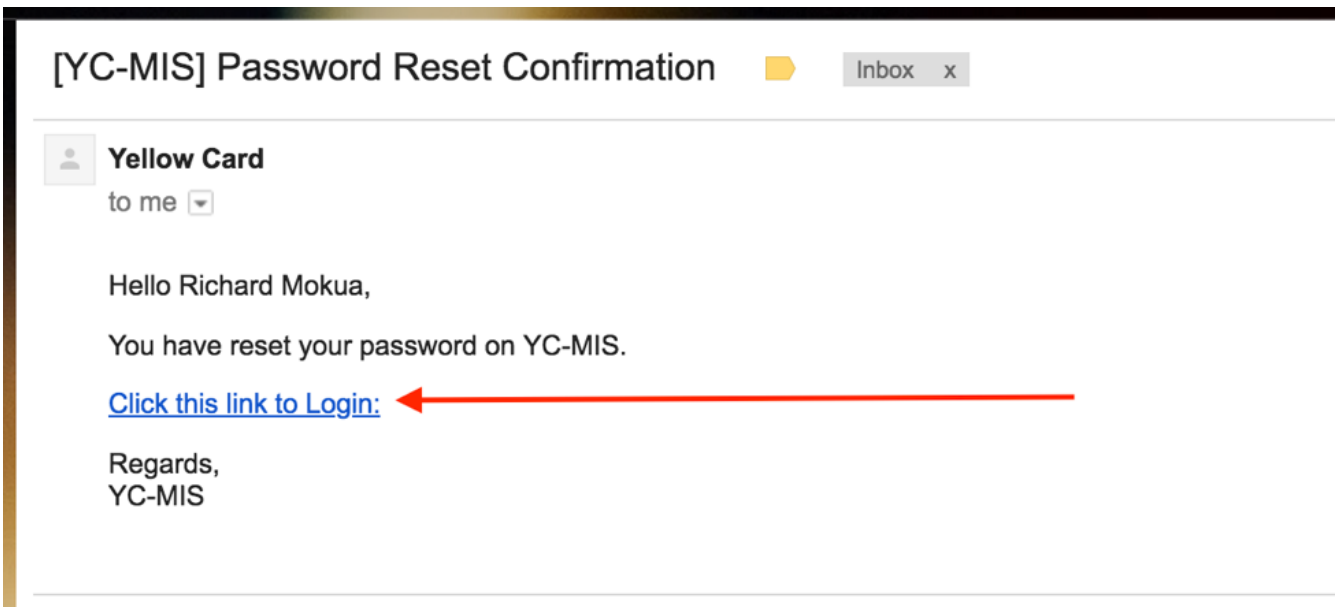 [YC-MIS] Password Reset Confirmation Inbox x
Yellow Card
to me
Hello Richard Mokua,
You have reset your password on YC-MIS.
Click this link to Login:
Regards,
YC-MIS